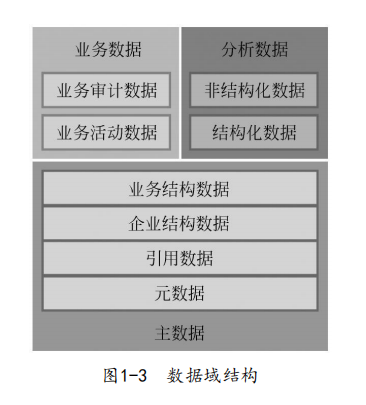 业务数据
业务审计数据
业务活动数据
分析数据
非结构化数据
结构化数据
业务结构数据
企业结构数据
引用数据
元数据
主数据
图1-3 数据域结构